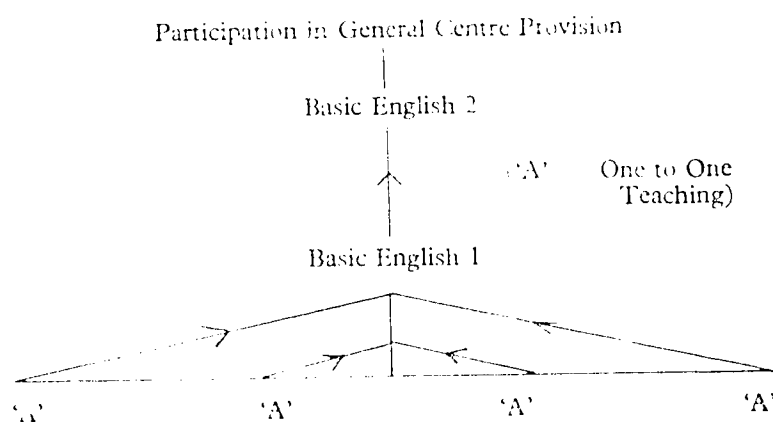 Participation in General Centre Provision
Basic English 2
('A' One to One
Teaching)
Basic English 1
'A' 'A' 'A' 'A'